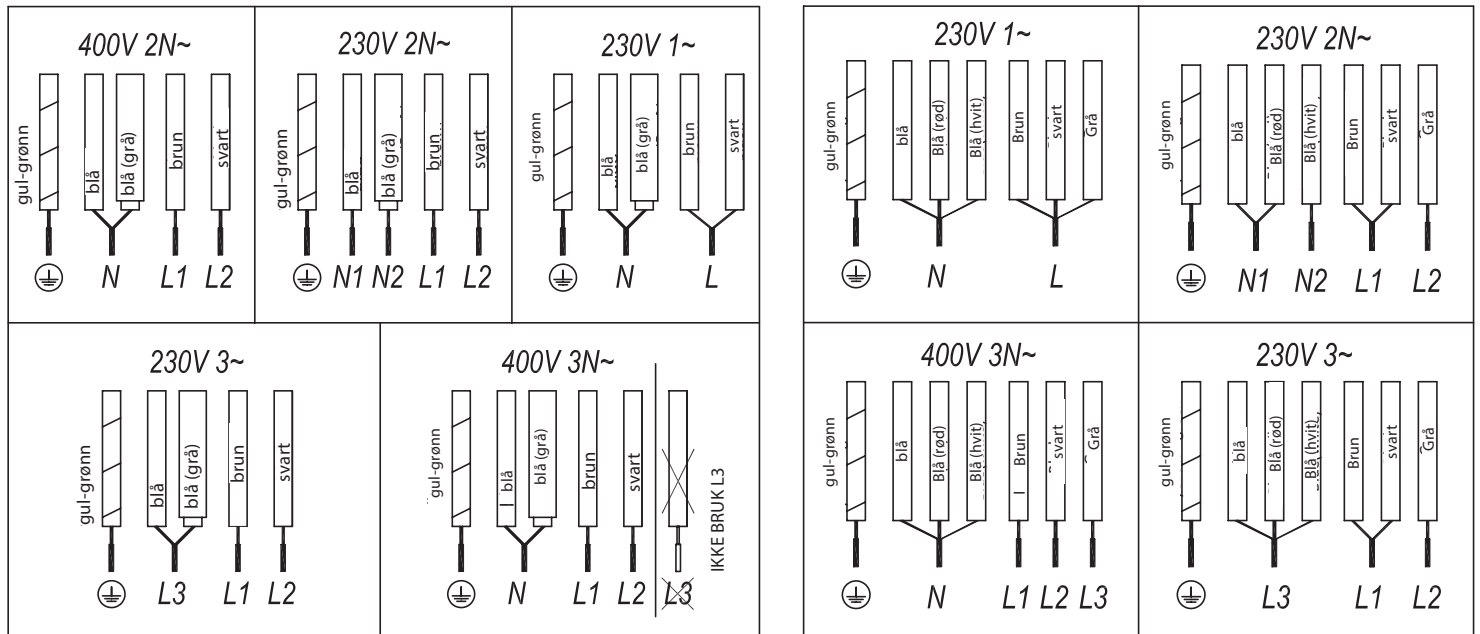 400V 2N~
gul-grønn
blå
blå (grå)
brun
svart
N
L1
L2
230V 2N~
gul-grønn
blå
blå (grå)
brun
svart
N1
N2
L1
L2
230V 1~
gul-grønn
blå
blå (grå)
brun
svart
N
L
230V 3~
gul-grønn
blå
blå (grå)
brun
svart
L3
L1
L2
400V 3N~
gul-grønn
blå
blå (grå)
brun
svart
IKKE BRUK L3
N
L1
L2
L3
230V 1~
gul-grønn
blå
Blå (rød)
Blå (hvit)
Brun
svart
Grå
N
L
230V 2N~
gul-grønn
blå
Blå (rød)
Blå (hvit)
Brun
svart
Grå
N1
N2
L1
L2
400V 3N~
gul-grønn
blå
Blå (rød)
Blå (hvit)
Brun
svart
Grå
N
L1
L2
L3
230V 3~
gul-grønn
blå
Blå (rød)
Blå (hvit)
Brun
svart
Grå
L3
L1
L2